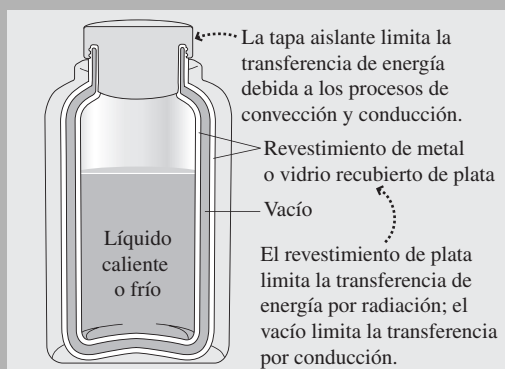 La tapa aislante limita la
transferencia de energía
debida a los procesos de
convección y conducción.
Revestimiento de metal
o vidrio recubierto de plata
Vacío
Líquido
caliente
o frío
El revestimiento de plata
limita la transferencia de
energía por radiación; el
vacío limita la transferencia
por conducción.